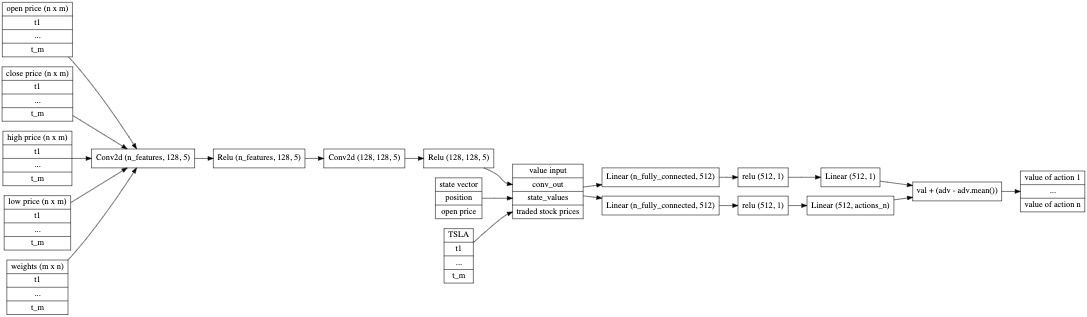 open price (n x m)
t1
...
t_m
close price (n x m)
t1
...
t_m
high price (n x m)
t1
...
t_m
low price (n x m)
t1
...
t_m
weights (m x n)
t1
...
t_m
Conv2d (n_features, 128, 5)
Relu (n_features, 128, 5)
Conv2d (128, 128, 5)
Relu (128, 128, 5)
state vector
position
open price
TSLA
t1
...
t_m
value input
conv_out
state_values
traded stock prices
Linear (n_fully_connected, 512)
relu (512, 1)
Linear (512, 1)
Linear (n_fully_connected, 512)
relu (512, 1)
Linear (512, actions_n)
val + (adv - adv.mean())
value of action 1
...
value of action n